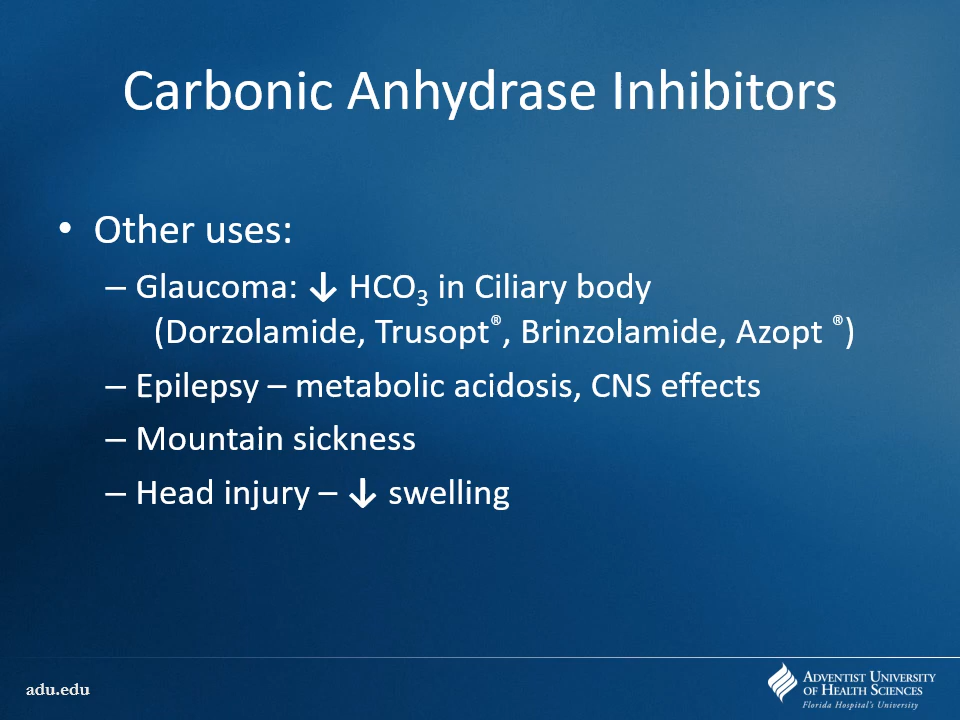 Carbonic Anhydrase Inhibitors
• Other uses:
– Glaucoma: ↓ HCO₃ in Ciliary body
(Dorzolamide, Trusopt®, Brinzolamide, Azopt ®)
– Epilepsy – metabolic acidosis, CNS effects
– Mountain sickness
– Head injury – ↓ swelling
adu.edu
ADVENTIST UNIVERSITY
OF HEALTH SCIENCES
Florida Hospital's University